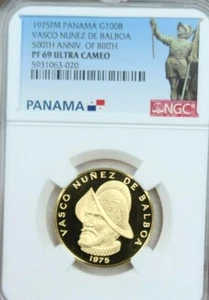 1975FM PANAMA G100B
VASCO NUNEZ DE BALBOA
500TH ANNIV. OF BIRTH
PF 69 ULTRA CAMEO
5931063-020
PANAMA
NGC
VASCO NUÑEZ DE BALBOA
1975